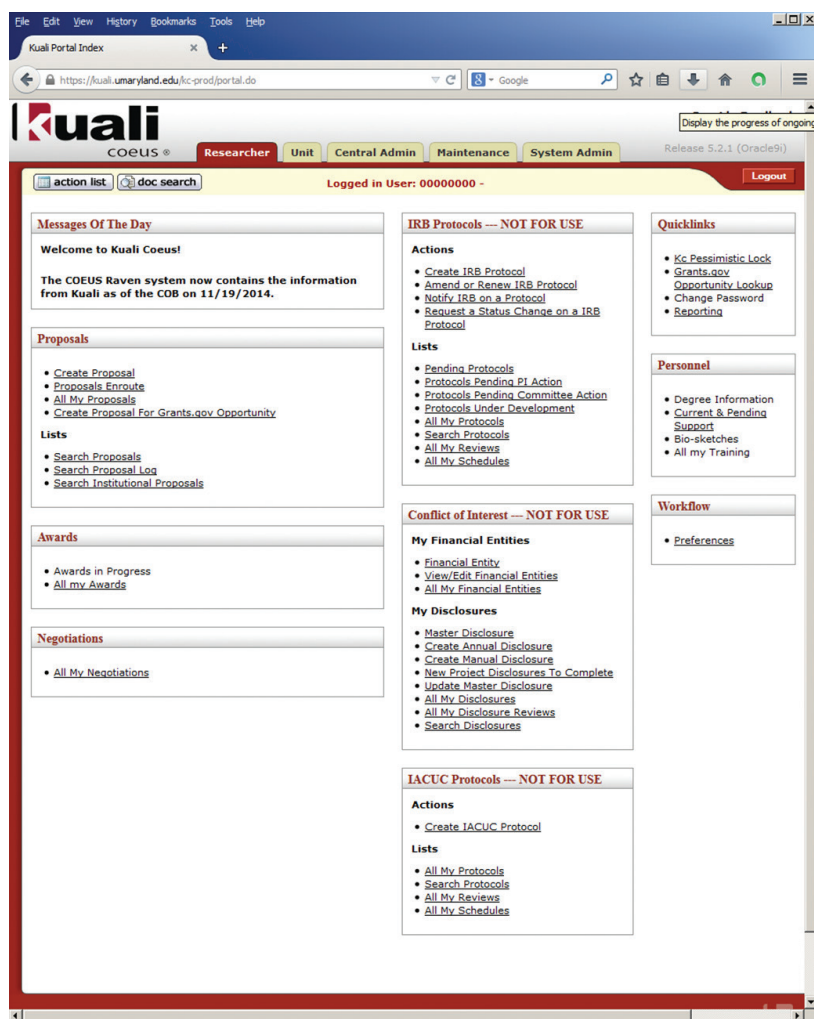 File Edit View History Bookmarks Tools Help
Kuali Portal Index × +
https://kuali.umaryland.edu/kc-prod/portal.do
Google
Display the progress of ongoing
kuali
coeus ®
Researcher Unit Central Admin Maintenance System Admin
Release 5.2.1 (Oracle9i)
action list doc search
Logged in User: 00000000 -
Logout
Messages Of The Day
Welcome to Kuali Coeus!
The COEUS Raven system now contains the information
from Kuali as of the COB on 11/19/2014.
Proposals
• Create Proposal
• Proposals Enroute
• All My Proposals
• Create Proposal For Grants.gov Opportunity
Lists
• Search Proposals
• Search Proposal Log
• Search Institutional Proposals
Awards
• Awards in Progress
• All my Awards
Negotiations
• All My Negotiations
IRB Protocols --- NOT FOR USE
Actions
• Create IRB Protocol
• Amend or Renew IRB Protocol
• Notify IRB on a Protocol
• Request a Status Change on a IRB
Protocol
Lists
• Pending Protocols
• Protocols Pending PI Action
• Protocols Pending Committee Action
• Protocols Under Development
• All My Protocols
• Search Protocols
• All My Reviews
• All My Schedules
Conflict of Interest --- NOT FOR USE
My Financial Entities
• Financial Entity
• View/Edit Financial Entities
• All My Financial Entities
My Disclosures
• Master Disclosure
• Create Annual Disclosure
• Create Manual Disclosure
• New Project Disclosures To Complete
• Update Master Disclosure
• All My Disclosures
• All My Disclosure Reviews
• Search Disclosures
IACUC Protocols --- NOT FOR USE
Actions
• Create IACUC Protocol
Lists
• All My Protocols
• Search Protocols
• All My Reviews
• All My Schedules
Quicklinks
• Kc Pessimistic Lock
• Grants.gov
Opportunity Lookup
• Change Password
• Reporting
Personnel
• Degree Information
• Current & Pending
Support
• Bio-sketches
• All my Training
Workflow
• Preferences